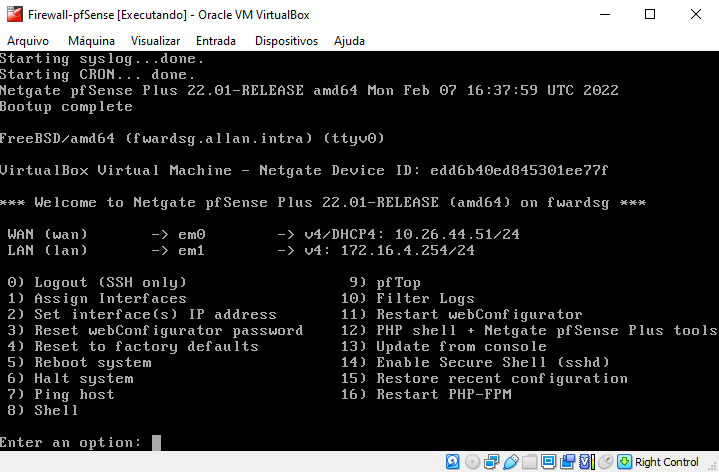 Firewall-pfSense [Executando] - Oracle VM VirtualBox
Arquivo Máquina Visualizar Entrada Dispositivos Ajuda
Starting syslog...done.
Starting CRON... done.
Netgate pfSense Plus 22.01-RELEASE amd64 Mon Feb 07 16:37:59 UTC 2022
Bootup complete
FreeBSD/amd64 (fwardsg.allan.intra) (ttyv0)
VirtualBox Virtual Machine - Netgate Device ID: edd6b40ed845301ee77f
*** Welcome to Netgate pfSense Plus 22.01-RELEASE (amd64) on fwardsg ***
WAN (wan) -> em0 -> v4/DHCP4: 10.26.44.51/24
LAN (lan) -> em1 -> v4: 172.16.4.254/24
0) Logout (SSH only) 9) pfTop
1) Assign Interfaces 10) Filter Logs
2) Set interface(s) IP address 11) Restart webConfigurator
3) Reset webConfigurator password 12) PHP shell + Netgate pfSense Plus tools
4) Reset to factory defaults 13) Update from console
5) Reboot system 14) Enable Secure Shell (sshd)
6) Halt system 15) Restore recent configuration
7) Ping host 16) Restart PHP-FPM
8) Shell
Enter an option:
Right Control